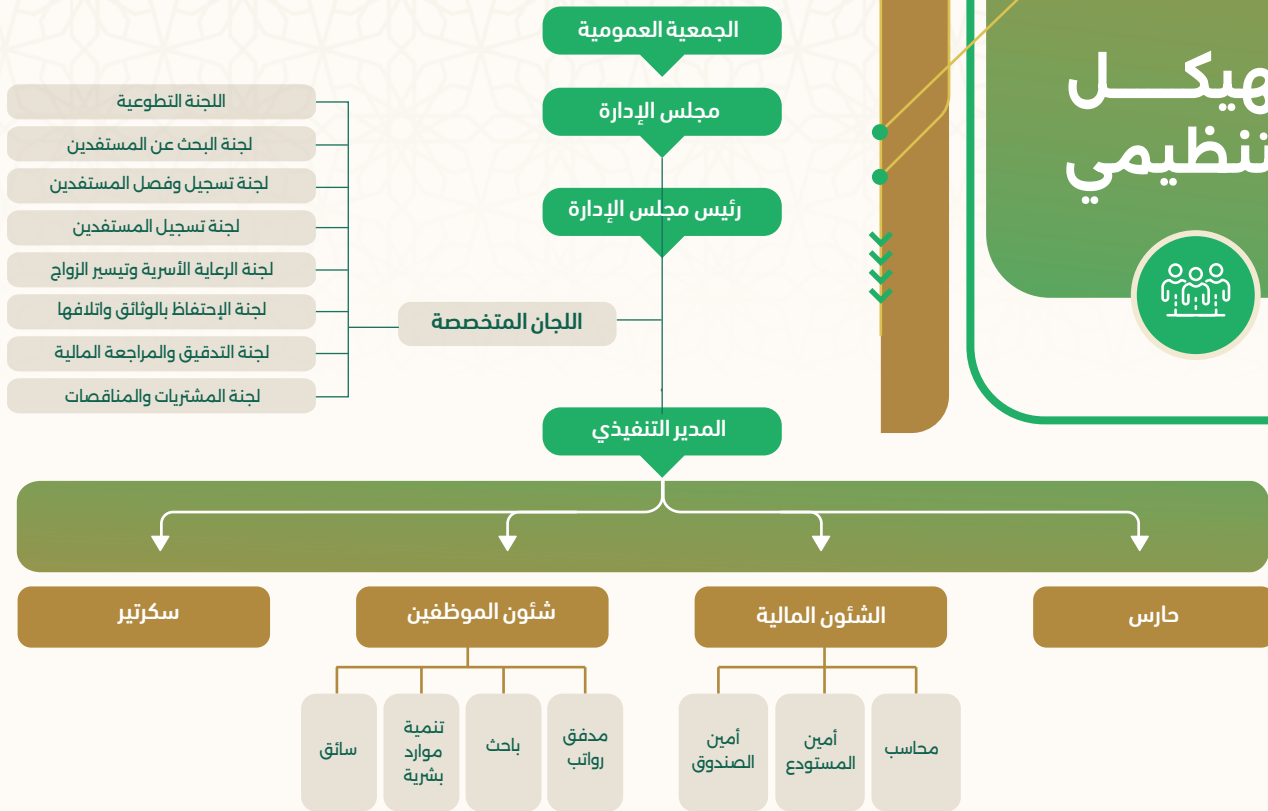 هيكــــل
تنظيمي
الجمعية العمومية
مجلس الإدارة
رئيس مجلس الإدارة
اللجان المتخصصة
اللجنة التطوعية
لجنة البحث عن المستفدين
لجنة تسجيل وفصل المستفدين
لجنة تسجيل المستفدين
لجنة الرعاية الأسرية وتيسير الزواج
لجنة الإحتفاظ بالوثائق واتلافها
لجنة التدقيق والمراجعة المالية
لجنة المشتريات والمناقصات
المدير التنفيذي
حارس
الشئون المالية
شئون الموظفين
سكرتير
محاسب
أمين
المستودع
أمين
الصندوق
مدفق
رواتب
باحث
تنمية
موارد
بشرية
سائق